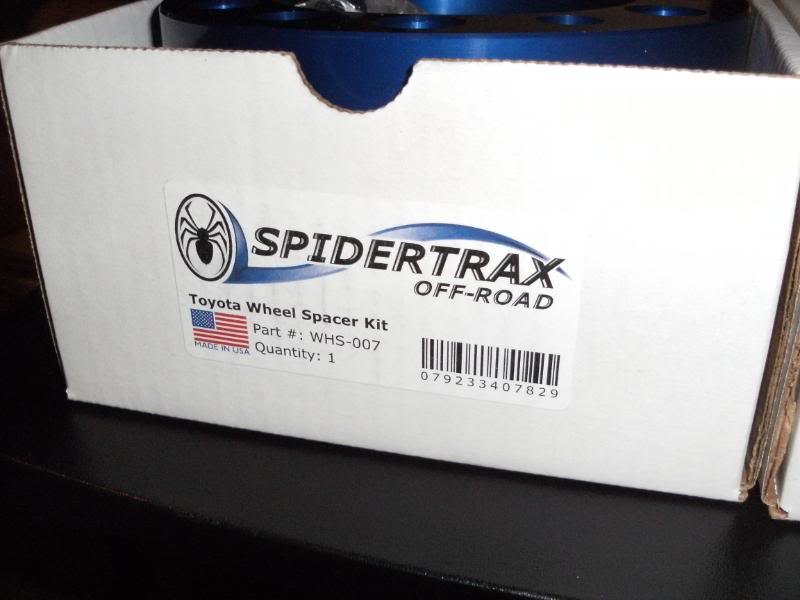 SPIDERTRAX
OFF-ROAD
Toyota Wheel Spacer Kit
Part #: WHS-007
MADE IN USA
Quantity: 1
079233407829